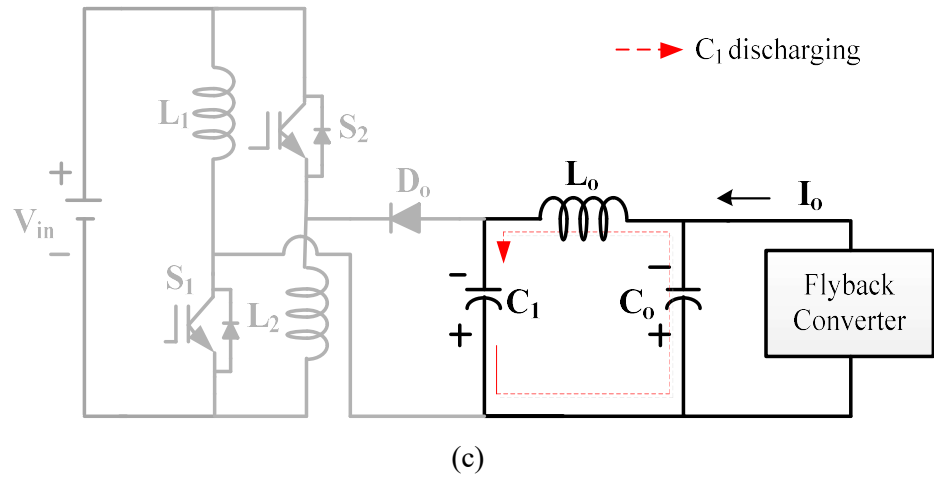 C1 discharging
L1
S2
+
Vin
−
Do
Lo
Io
S1
L2
−
C1
+
−
Co
+
Flyback
Converter
(c)